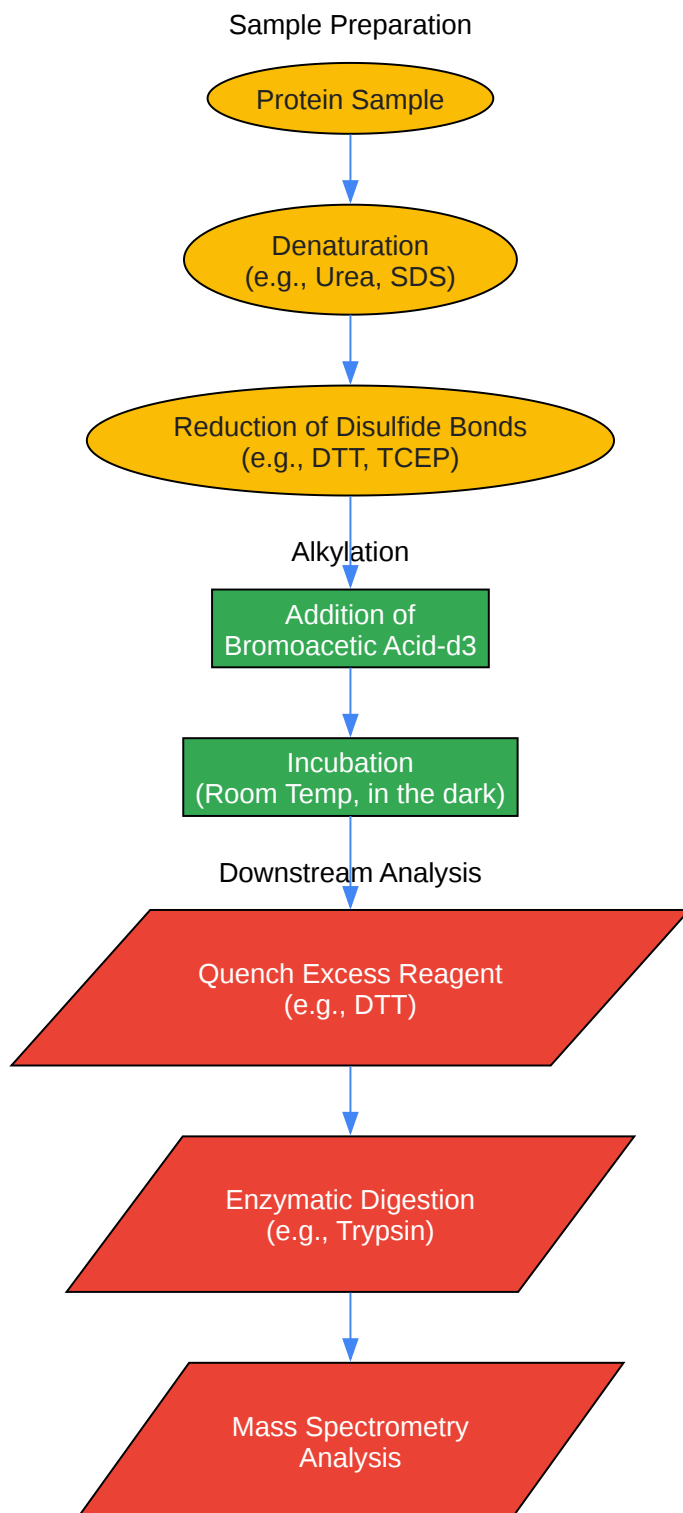 Sample Preparation
Protein Sample
Denaturation
(e.g., Urea, SDS)
Reduction of Disulfide Bonds
(e.g., DTT, TCEP)
Alkylation
Addition of
Bromoacetic Acid-d3
Incubation
(Room Temp, in the dark)
Downstream Analysis
Quench Excess Reagent
(e.g., DTT)
Enzymatic Digestion
(e.g., Trypsin)
Mass Spectrometry
Analysis